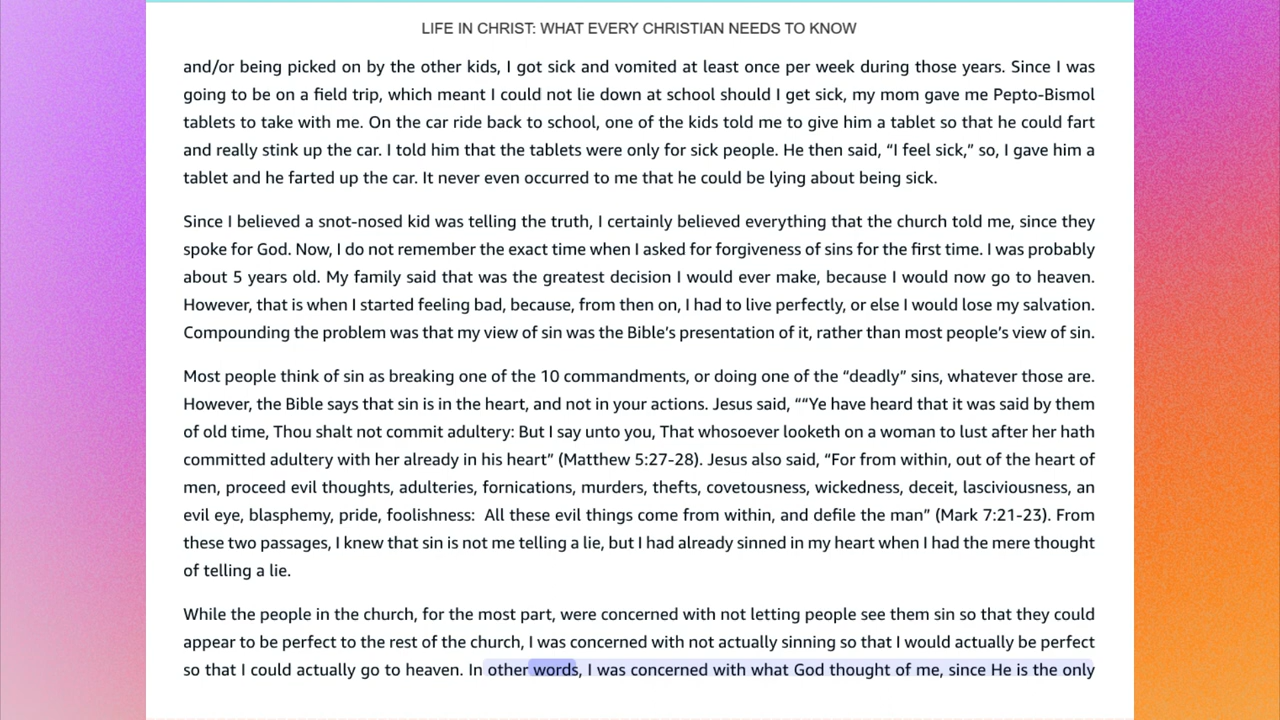 LIFE IN CHRIST: WHAT EVERY CHRISTIAN NEEDS TO KNOW
and/or being picked on by the other kids, I got sick and vomited at least once per week during those years. Since I was
going to be on a field trip, which meant I could not lie down at school should I get sick, my mom gave me Pepto-Bismol
tablets to take with me. On the car ride back to school, one of the kids told me to give him a tablet so that he could fart
and really stink up the car. I told him that the tablets were only for sick people. He then said, “I feel sick,” so, I gave him a
tablet and he farted up the car. It never even occurred to me that he could be lying about being sick.
Since I believed a snot-nosed kid was telling the truth, I certainly believed everything that the church told me, since they
spoke for God. Now, I do not remember the exact time when I asked for forgiveness of sins for the first time. I was probably
about 5 years old. My family said that was the greatest decision I would ever make, because I would now go to heaven.
However, that is when I started feeling bad, because, from then on, I had to live perfectly, or else I would lose my salvation.
Compounding the problem was that my view of sin was the Bible’s presentation of it, rather than most people’s view of sin.
Most people think of sin as breaking one of the 10 commandments, or doing one of the “deadly” sins, whatever those are.
However, the Bible says that sin is in the heart, and not in your actions. Jesus said, ““Ye have heard that it was said by them
of old time, Thou shalt not commit adultery: But I say unto you, That whosoever looketh on a woman to lust after her hath
committed adultery with her already in his heart” (Matthew 5:27-28). Jesus also said, “For from within, out of the heart of
men, proceed evil thoughts, adulteries, fornications, murders, thefts, covetousness, wickedness, deceit, lasciviousness, an
evil eye, blasphemy, pride, foolishness:  All these evil things come from within, and defile the man” (Mark 7:21-23). From
these two passages, I knew that sin is not me telling a lie, but I had already sinned in my heart when I had the mere thought
of telling a lie.
While the people in the church, for the most part, were concerned with not letting people see them sin so that they could
appear to be perfect to the rest of the church, I was concerned with not actually sinning so that I would actually be perfect
so that I could actually go to heaven. In other words, I was concerned with what God thought of me, since He is the only